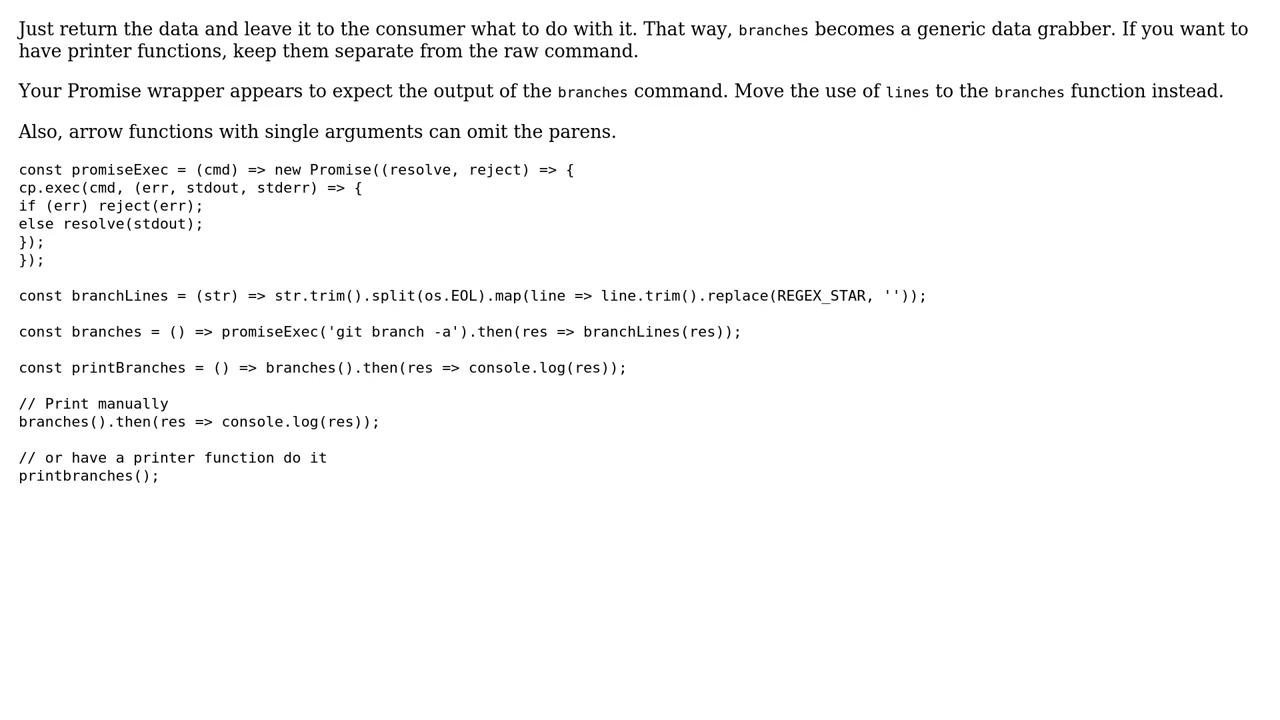 Just return the data and leave it to the consumer what to do with it. That way, branches becomes a generic data grabber. If you want to
have printer functions, keep them separate from the raw command.
Your Promise wrapper appears to expect the output of the branches command. Move the use of lines to the branches function instead.
Also, arrow functions with single arguments can omit the parens.
const promiseExec = (cmd) => new Promise((resolve, reject) => {
cp.exec(cmd, (err, stdout, stderr) => {
if (err) reject(err);
else resolve(stdout);
});
});
const branchLines = (str) => str.trim().split(os.EOL).map(line => line.trim().replace(REGEX_STAR, ''));
const branches = () => promiseExec('git branch -a').then(res => branchLines(res));
const printBranches = () => branches().then(res => console.log(res));
// Print manually
branches().then(res => console.log(res));
// or have a printer function do it
printbranches();